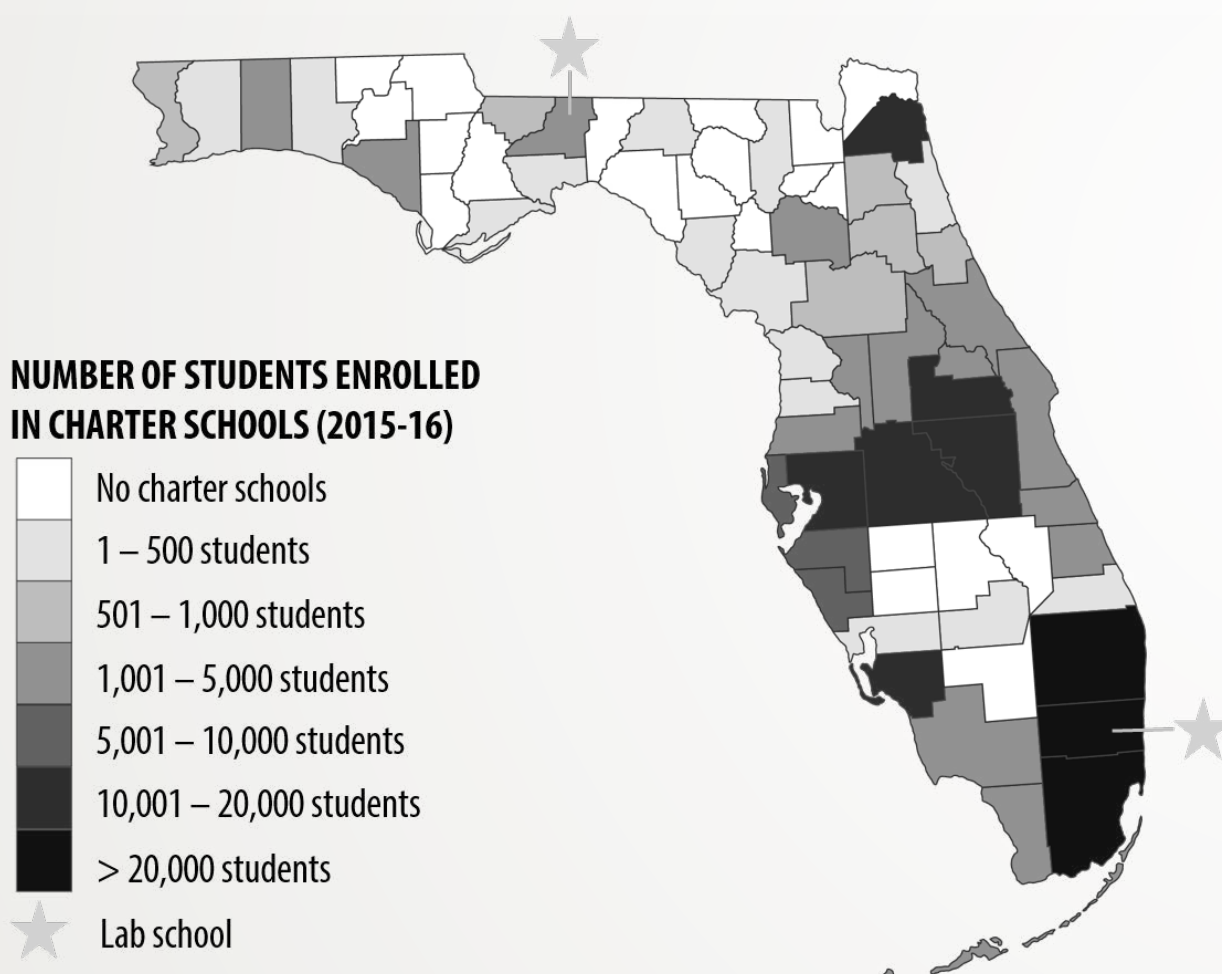 NUMBER OF STUDENTS ENROLLED
IN CHARTER SCHOOLS (2015-16)
No charter schools
1 – 500 students
501 – 1,000 students
1,001 – 5,000 students
5,001 – 10,000 students
10,001 – 20,000 students
> 20,000 students
Lab school